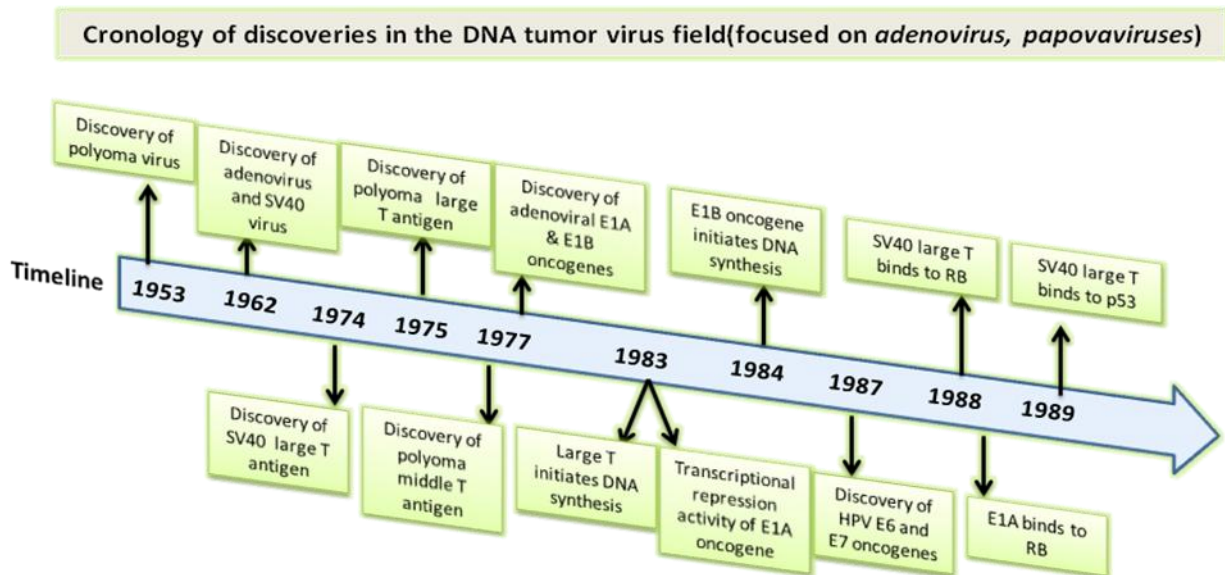 Cronology of discoveries in the DNA tumor virus field(focused on adenovirus, papovaviruses)
Discovery of
polyoma virus
Discovery of
adenovirus
and SV40
virus
Discovery of
polyoma large
T antigen
Discovery of
adenoviral E1A
& E1B
oncogenes
E1B oncogene
initiates DNA
synthesis
SV40 large T
binds to RB
SV40 large T
binds to p53
Timeline
1953
1962
1974
1975
1977
1983
1984
1987
1988
1989
Discovery of
SV40 large T
antigen
Discovery of
polyoma
middle T
antigen
Large T
initiates DNA
synthesis
Transcriptional
repression
activity of E1A
oncogene
Discovery of
HPV E6 and
E7 oncogenes
E1A binds to
RB